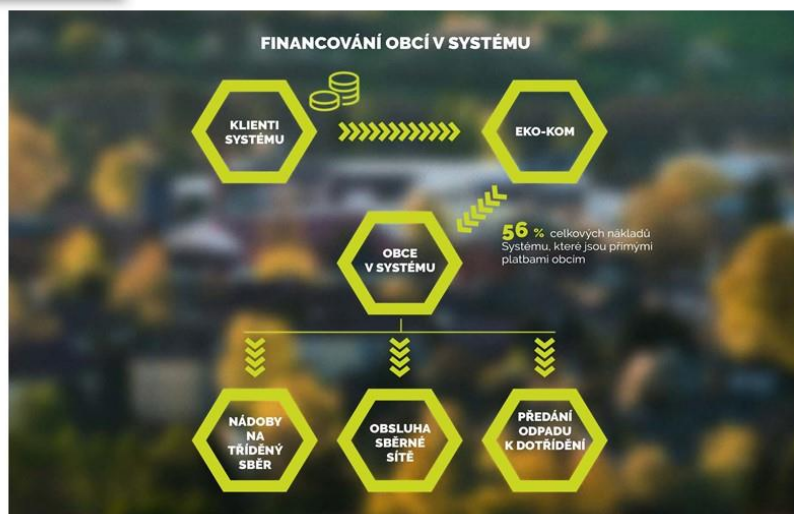 FINANCOVÁNÍ OBCÍ V SYSTÉMU
KLIENTI
SYSTÉMU
EKO-KOM
OBCE
V SYSTÉMU
56 % celkových nákladů
Systému, které jsou přímými
platbami obcím
NÁDOBY
NA
TŘÍDĚNÝ
SBĚR
OBSLUHA
SBĚRNÉ
SÍTĚ
PŘEDÁNÍ
ODPADU
K DOTŘÍDĚNÍ